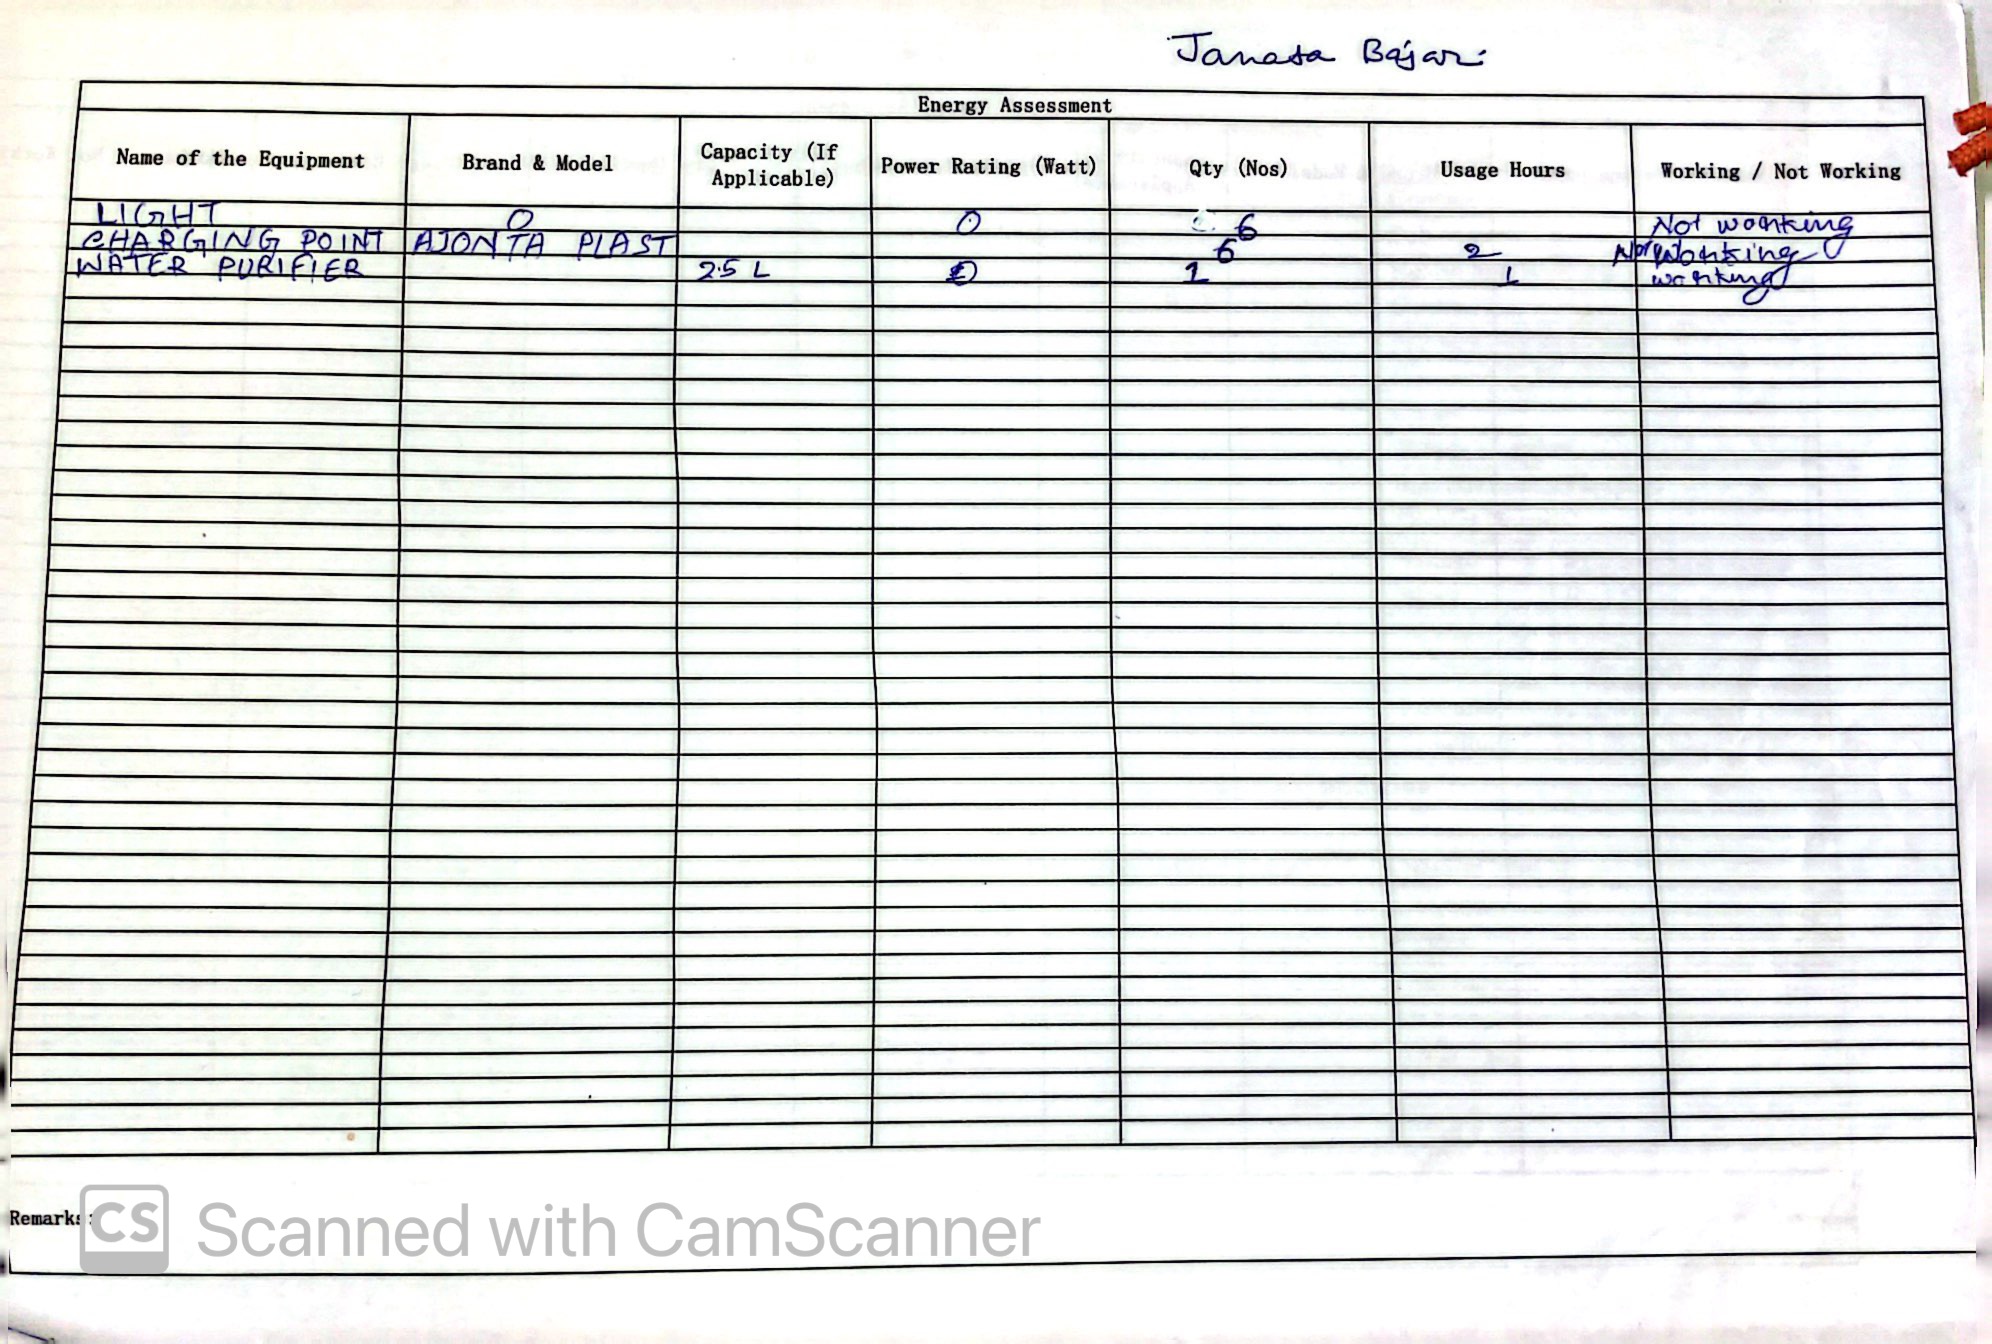 Janata Bajar
Energy Assessment
Name of the Equipment Brand & Model Capacity (If Applicable) Power Rating (Watt) Qty (Nos) Usage Hours Working / Not Working
LIGHT 0 0 6 Not working
CHARGING POINT AJONTA PLAST 6 2 Not Working
WATER PURIFIER 25 L 0 1 1 working
Remarks:
CS Scanned with CamScanner